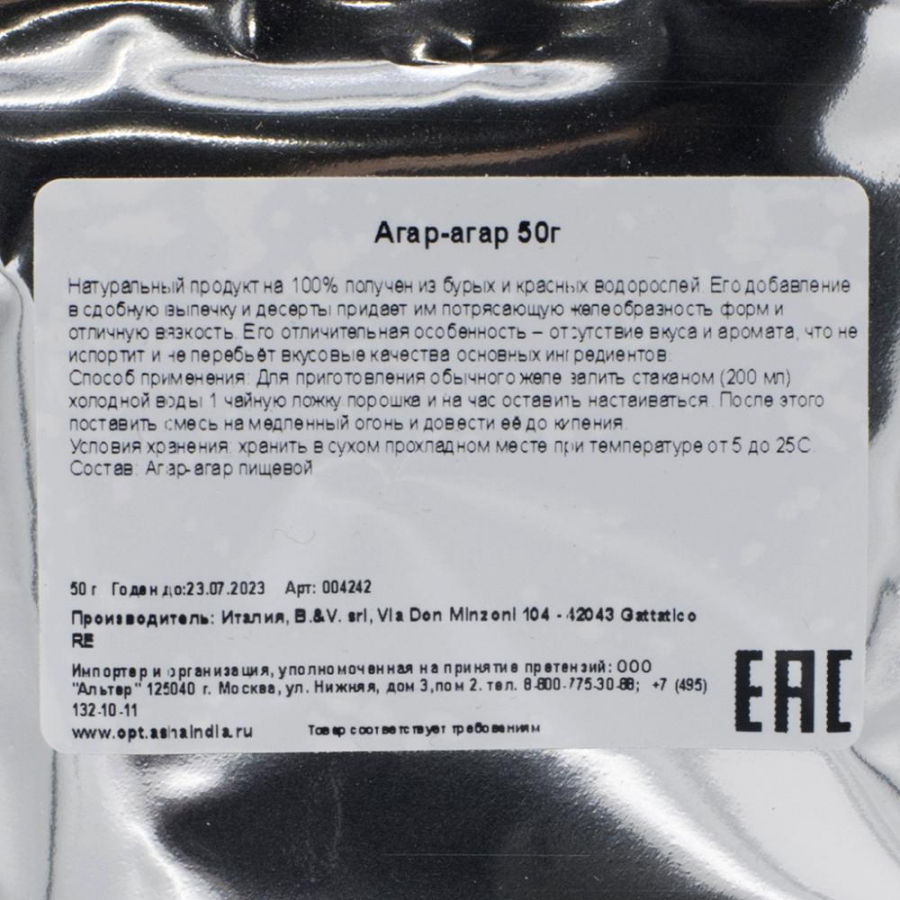 Агар-агар 50г
Натуральный продукт на 100% получен из бурых и красных водорослей. Его добавление
в сдобную выпечку и десерты придает им потрясающую желеобразность форм и
отличную вязкость. Его отличительная особенность – отсутствие вкуса и аромата, что не
испортит и не перебьёт вкусовые качества основных ингредиентов.
Способ применения: Для приготовления обычного желе залить стаканом (200 мл)
холодной воды 1 чайную ложку порошка и на час оставить настаиваться. После этого
поставить смесь на медленный огонь и довести её до кипения.
Условия хранения: хранить в сухом прохладном месте при температуре от 5 до 25С.
Состав: Агар-агар пищевой
50 г Годен до:23.07.2023 Арт: 004242
Производитель: Италия, B.&V. srl, Via Don Minzoni 104 - 42043 Gattatico
RE
Импортер и организация, уполномоченная на принятие претензий: ООО
"Альтер" 125040 г. Москва, ул. Нижняя, дом 3,пом 2. тел. 8-800-775-30-88; +7 (495)
132-10-11
www.opt.ashaindia.ru Товар соответствует требованиям
EAC